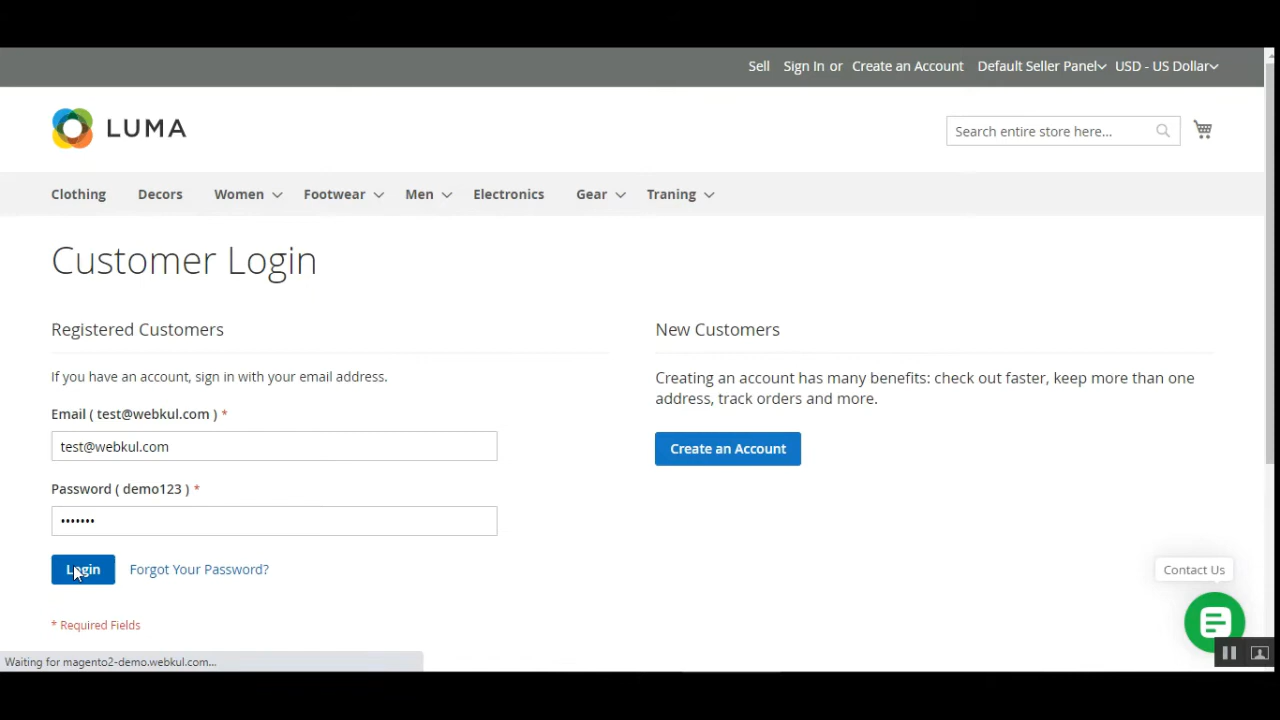 Sell Sign In or Create an Account Default Seller Panel USD - US Dollar
LUMA
Search entire store here...
Clothing Decors Women Footwear Men Electronics Gear Traning
Customer Login
Registered Customers
If you have an account, sign in with your email address.
Email ( test@webkul.com ) *
test@webkul.com
Password ( demo123 ) *
•••••••
Login Forgot Your Password?
* Required Fields
New Customers
Creating an account has many benefits: check out faster, keep more than one
address, track orders and more.
Create an Account
Contact Us
Waiting for magento2-demo.webkul.com...